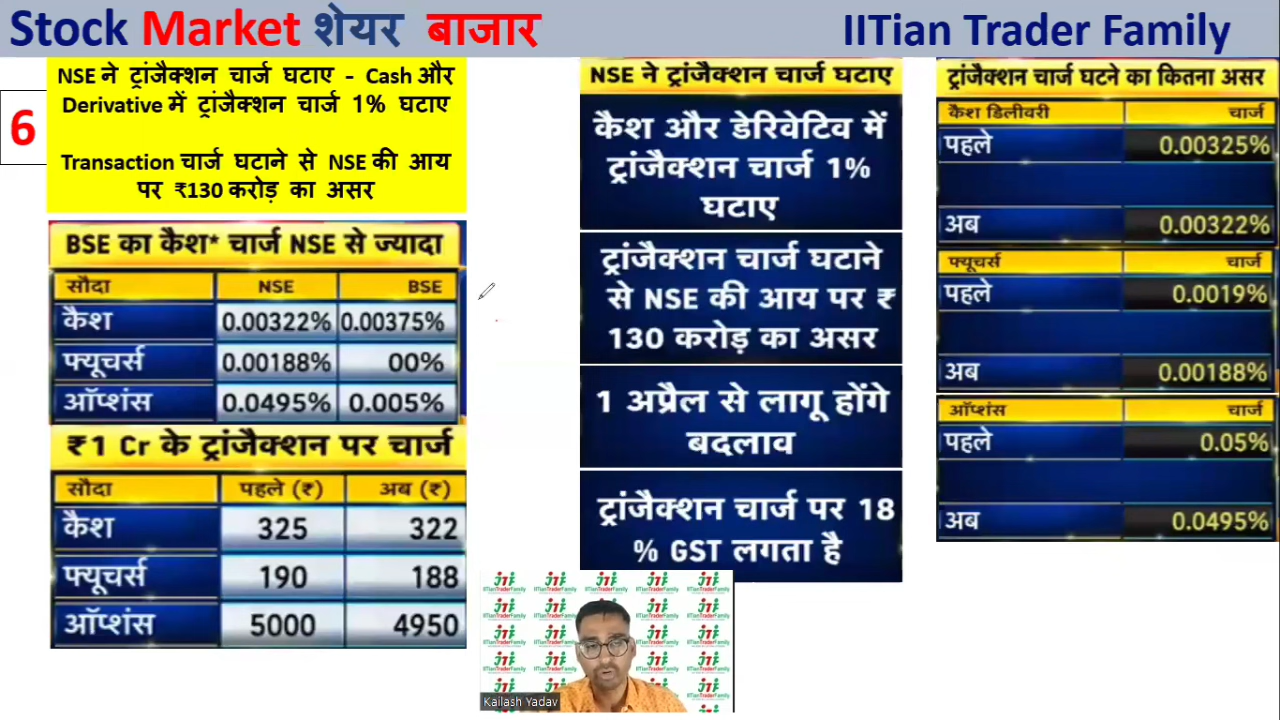 Stock Market शेयर बाजार
IITian Trader Family
6
NSE ने ट्रांजैक्शन चार्ज घटाए - Cash और
Derivative में ट्रांजैक्शन चार्ज 1% घटाए
Transaction चार्ज घटाने से NSE की आय
पर ₹130 करोड़ का असर
BSE का कैश* चार्ज NSE से ज्यादा
सौदा NSE BSE
कैश 0.00322% 0.00375%
फ्यूचर्स 0.00188% 00%
ऑप्शंस 0.0495% 0.005%
₹1 Cr के ट्रांजैक्शन पर चार्ज
सौदा पहले (₹) अब (₹)
कैश 325 322
फ्यूचर्स 190 188
ऑप्शंस 5000 4950
NSE ने ट्रांजैक्शन चार्ज घटाए
कैश और डेरिवेटिव में
ट्रांजैक्शन चार्ज 1%
घटाए
ट्रांजैक्शन चार्ज घटाने
से NSE की आय पर ₹
130 करोड़ का असर
1 अप्रैल से लागू होंगे
बदलाव
ट्रांजैक्शन चार्ज पर 18
% GST लगता है
ट्रांजैक्शन चार्ज घटने का कितना असर
कैश डिलीवरी चार्ज
पहले 0.00325%
अब 0.00322%
फ्यूचर्स चार्ज
पहले 0.0019%
अब 0.00188%
ऑप्शंस चार्ज
पहले 0.05%
अब 0.0495%
Kailash Yadav